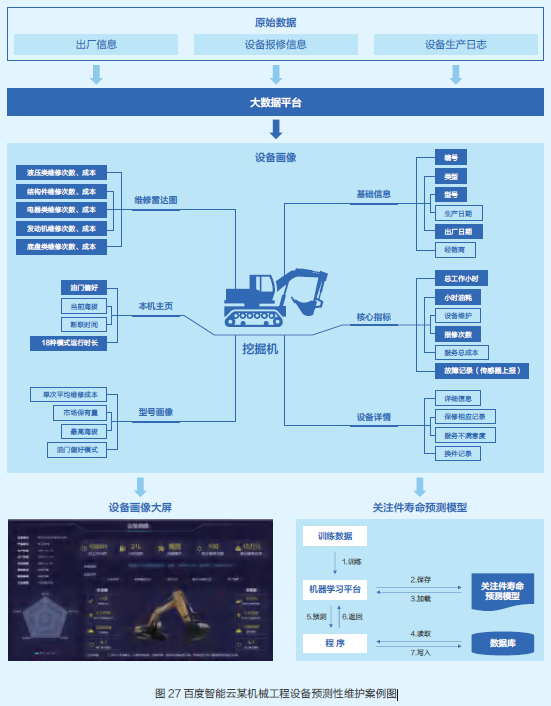 原始数据
出厂信息 设备报修信息 设备生产日志
大数据平台
设备画像
液压类维修次数、成本
结构件维修次数、成本
电器类维修次数、成本
发动机维修次数、成本
底盘类维修次数、成本
维修雷达图
油门偏好
当前海拔
断联时间
18种模式运行时长
本机主页
单次平均维修成本
市场保有量
最高海拔
油门偏好模式
型号画像
挖掘机
基础信息
编号
类型
型号
生产日期
出厂日期
经销商
核心指标
总工作小时
小时油耗
设备维护
报修次数
服务总成本
故障记录（传感器上报）
设备详情
详细信息
保修相应记录
服务不满意度
换件记录
设备画像大屏
关注件寿命预测模型
训练数据
1.训练
机器学习平台
2.保存
3.加载
关注件寿命
预测模型
5.预测 6.返回
程 序
4.读取
7.写入
数据库
图 27 百度智能云某机械工程设备预测性维护案例图